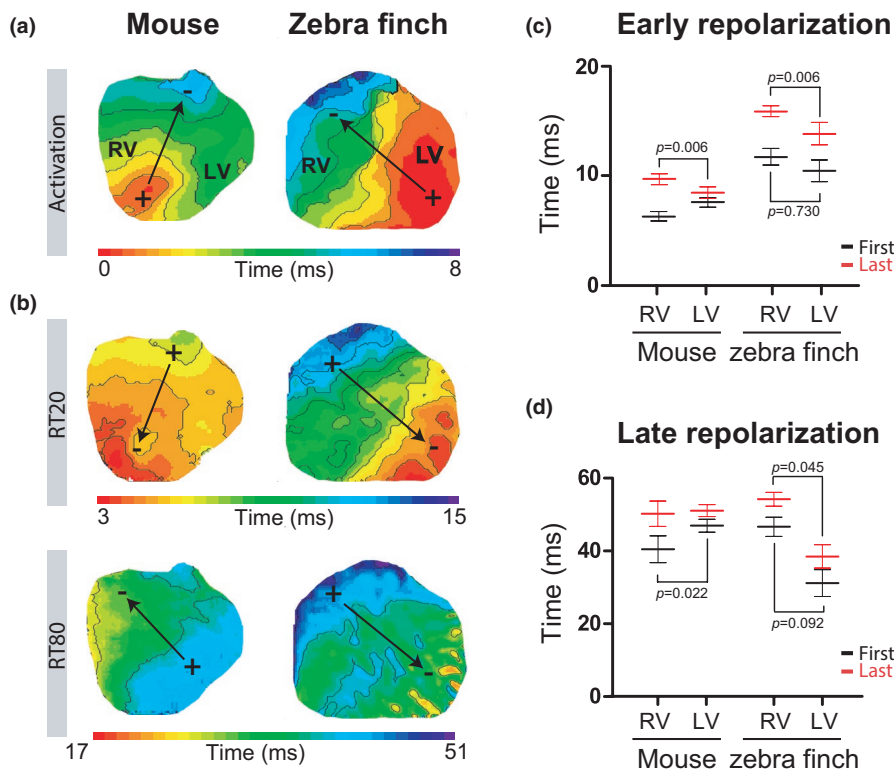 (a) Mouse Zebra finch
Activation
-
RV
LV
+
-
RV
LV
+
0 Time (ms) 8
(b)
RT20
+
-
+
-
3 Time (ms) 15
RT80
-
+
+
-
17 Time (ms) 51
(c) Early repolarization
Time (ms)
20
10
0
p=0.006
p=0.006
p=0.730
First
Last
RV LV RV LV
Mouse zebra finch
(d) Late repolarization
Time (ms)
60
40
20
0
p=0.045
p=0.022
p=0.092
First
Last
RV LV RV LV
Mouse zebra finch